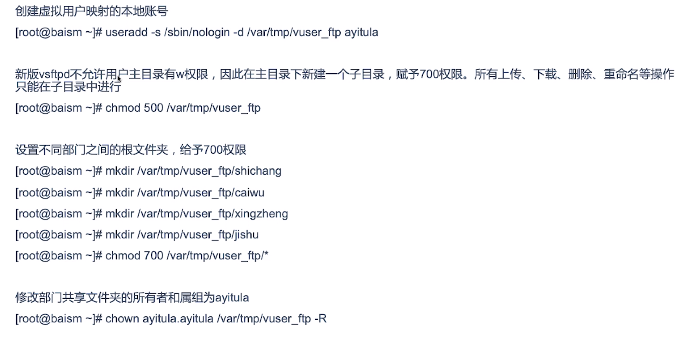 创建虚拟用户映射的本地账号
[root@baism ~]# useradd -s /sbin/nologin -d /var/tmp/vuser_ftp ayitula
新版vsftpd不允许用户主目录有w权限，因此在主目录下新建一个子目录，赋予700权限。所有上传、下载、删除、重命名等操作
只能在子目录中进行
[root@baism ~]# chmod 500 /var/tmp/vuser_ftp
设置不同部门之间的根文件夹，给予700权限
[root@baism ~]# mkdir /var/tmp/vuser_ftp/shichang
[root@baism ~]# mkdir /var/tmp/vuser_ftp/caiwu
[root@baism ~]# mkdir /var/tmp/vuser_ftp/xingzheng
[root@baism ~]# mkdir /var/tmp/vuser_ftp/jishu
[root@baism ~]# chmod 700 /var/tmp/vuser_ftp/*
修改部门共享文件夹的所有者和属组为ayitula
[root@baism ~]# chown ayitula.ayitula /var/tmp/vuser_ftp -R